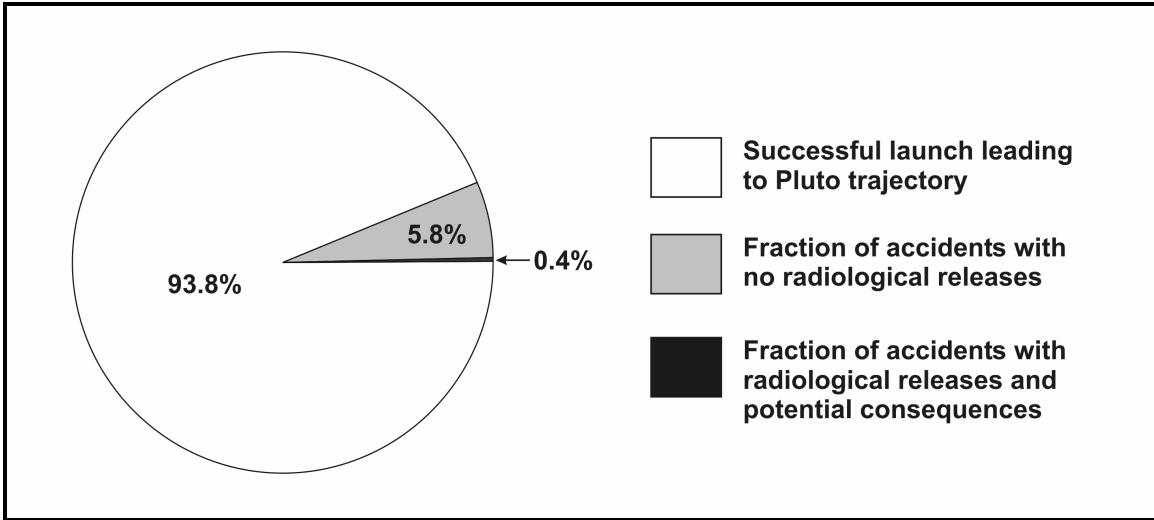 93.8%
5.8%
0.4%
Successful launch leading
to Pluto trajectory
Fraction of accidents with
no radiological releases
Fraction of accidents with
radiological releases and
potential consequences